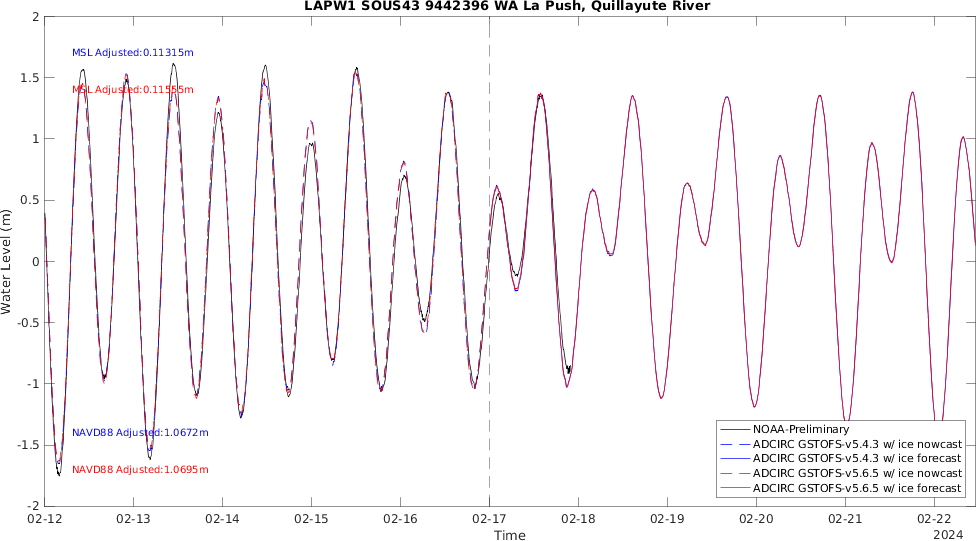 LAPW1 SOUS43 9442396 WA La Push, Quillayute River
2
1.5
1
0.5
0
-0.5
-1
-1.5
-2
Water Level (m)
MSL Adjusted:0.11315m
MSL Adjusted:0.11555m
NAVD88 Adjusted:1.0672m
NAVD88 Adjusted:1.0695m
NOAA-Preliminary
ADCIRC GSTOFS-v5.4.3 w/ ice nowcast
ADCIRC GSTOFS-v5.4.3 w/ ice forecast
ADCIRC GSTOFS-v5.6.5 w/ ice nowcast
ADCIRC GSTOFS-v5.6.5 w/ ice forecast
02-12 02-13 02-14 02-15 02-16 02-17 02-18 02-19 02-20 02-21 02-22
Time 2024